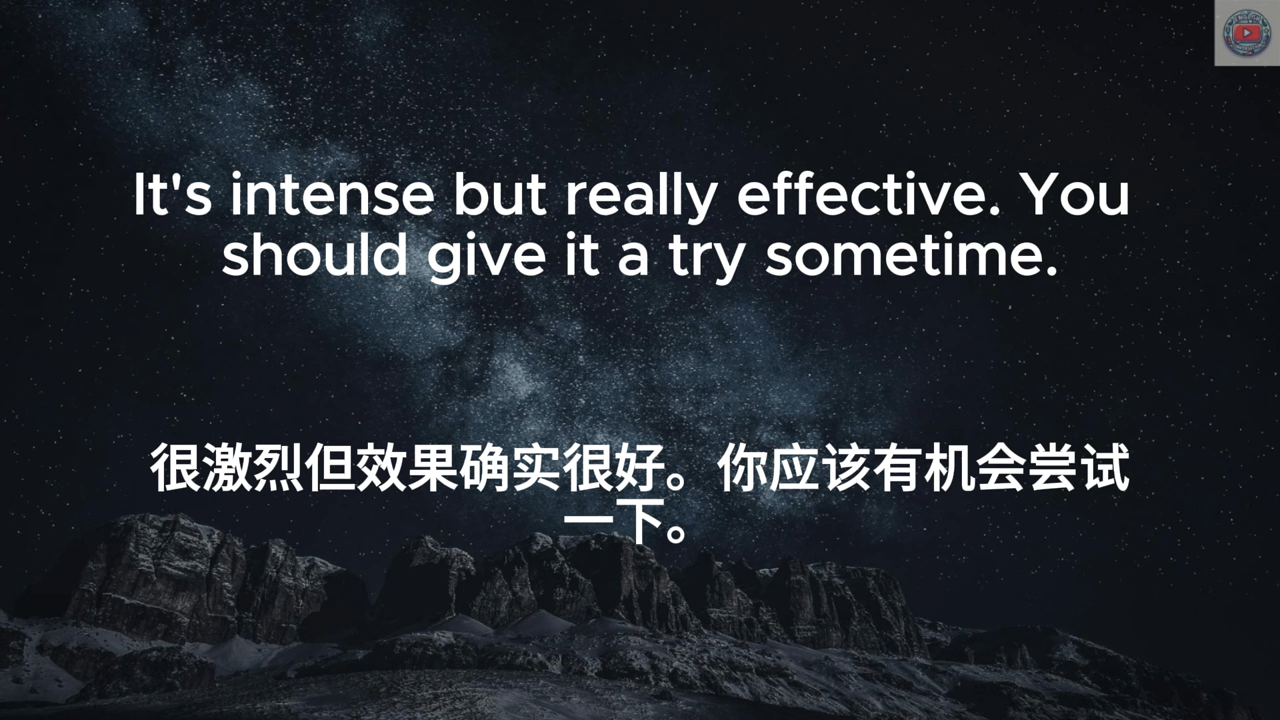 It's intense but really effective. You
should give it a try sometime.
很激烈但效果确实很好。你应该有机会尝试
一下。